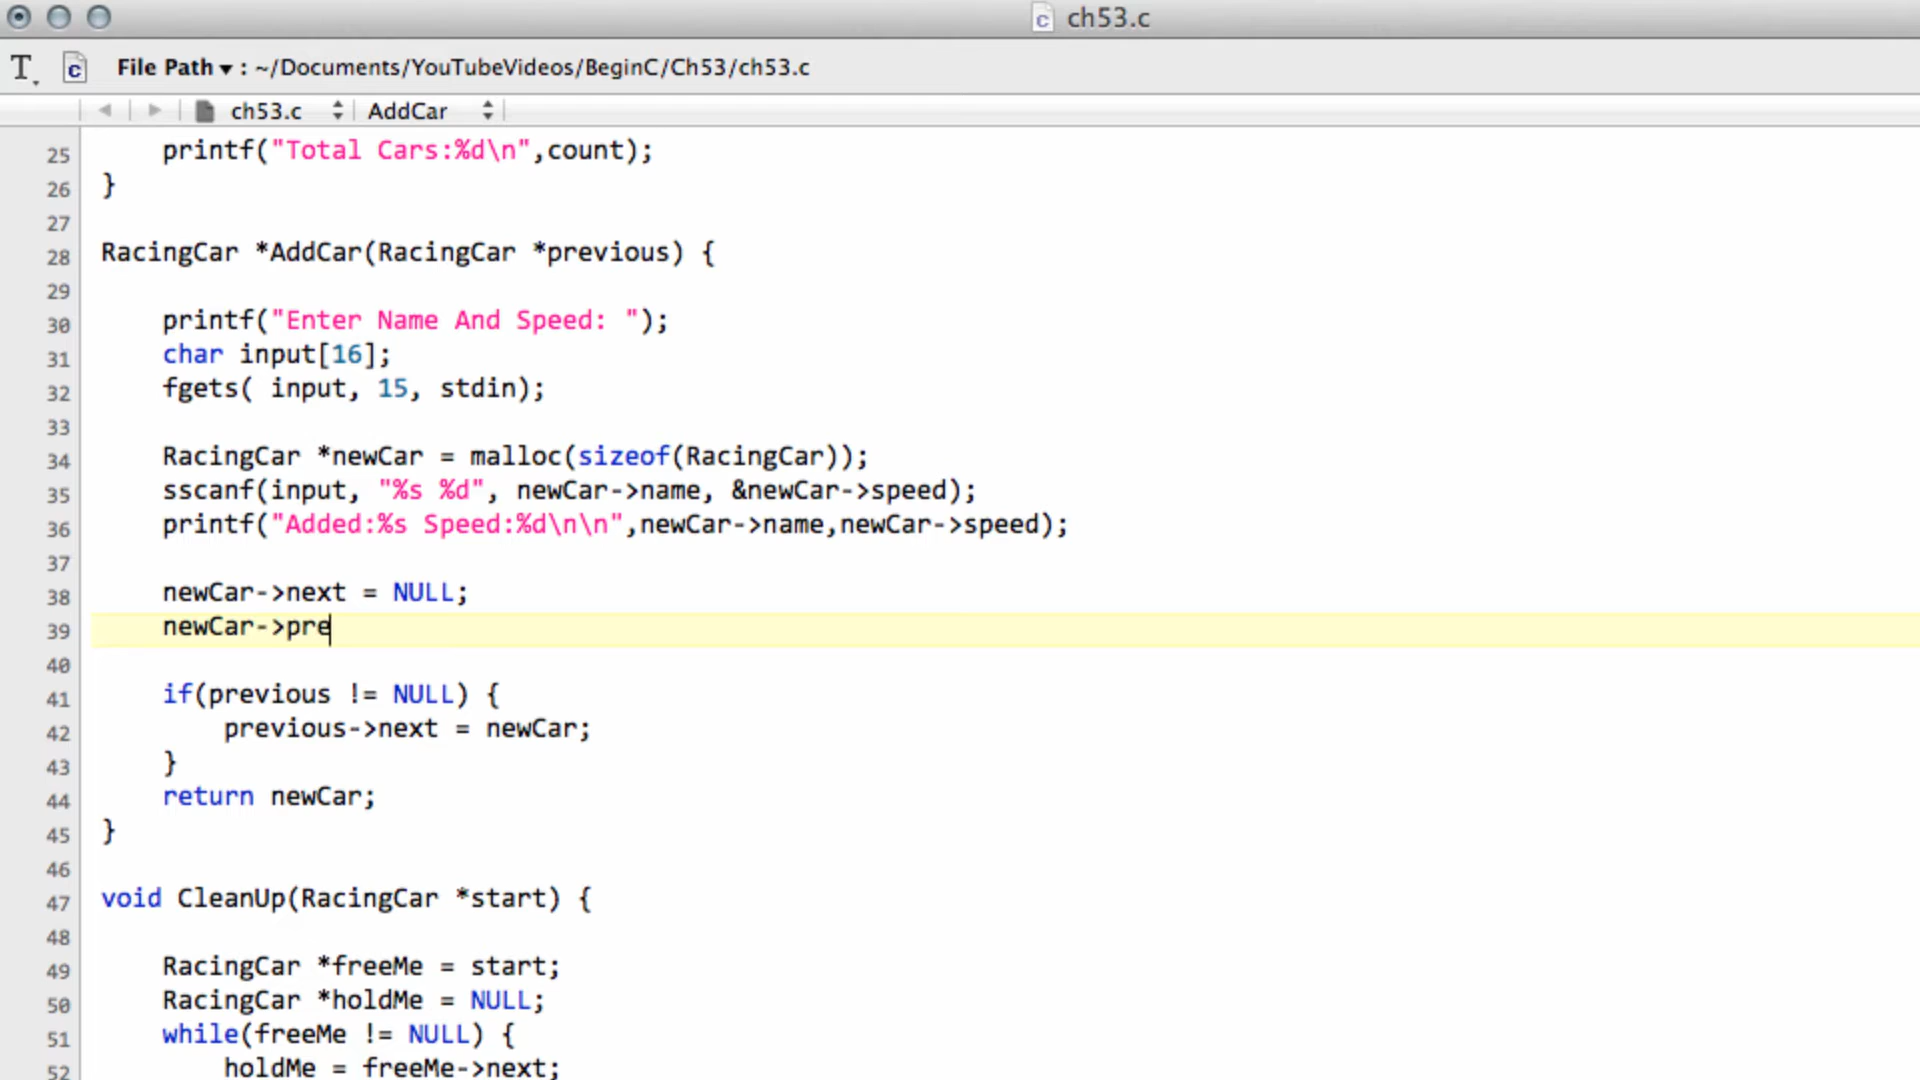 ch53.c
File Path ▾ : ~/Documents/YouTubeVideos/BeginC/Ch53/ch53.c
ch53.c AddCar
25 printf("Total Cars:%d\n",count);
26 }
27
28 RacingCar *AddCar(RacingCar *previous) {
29
30 printf("Enter Name And Speed: ");
31 char input[16];
32 fgets( input, 15, stdin);
33
34 RacingCar *newCar = malloc(sizeof(RacingCar));
35 sscanf(input, "%s %d", newCar->name, &newCar->speed);
36 printf("Added:%s Speed:%d\n\n",newCar->name,newCar->speed);
37
38 newCar->next = NULL;
39 newCar->pre
40
41 if(previous != NULL) {
42 previous->next = newCar;
43 }
44 return newCar;
45 }
46
47 void CleanUp(RacingCar *start) {
48
49 RacingCar *freeMe = start;
50 RacingCar *holdMe = NULL;
51 while(freeMe != NULL) {
52 holdMe = freeMe->next;